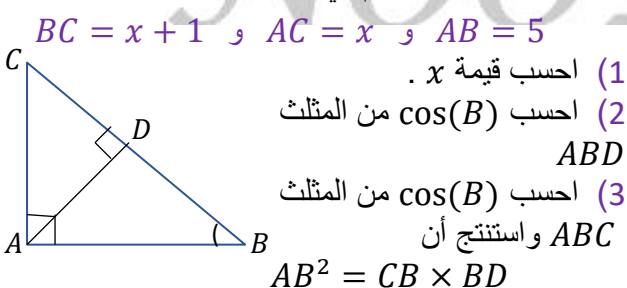 BC = x + 1 و AC = x و AB = 5
1) احسب قيمة x .
2) احسب cos(B) من المثلث
ABD
3) احسب cos(B) من المثلث
ABC واستنتج أن
AB² = CB × BD
C
D
A
B